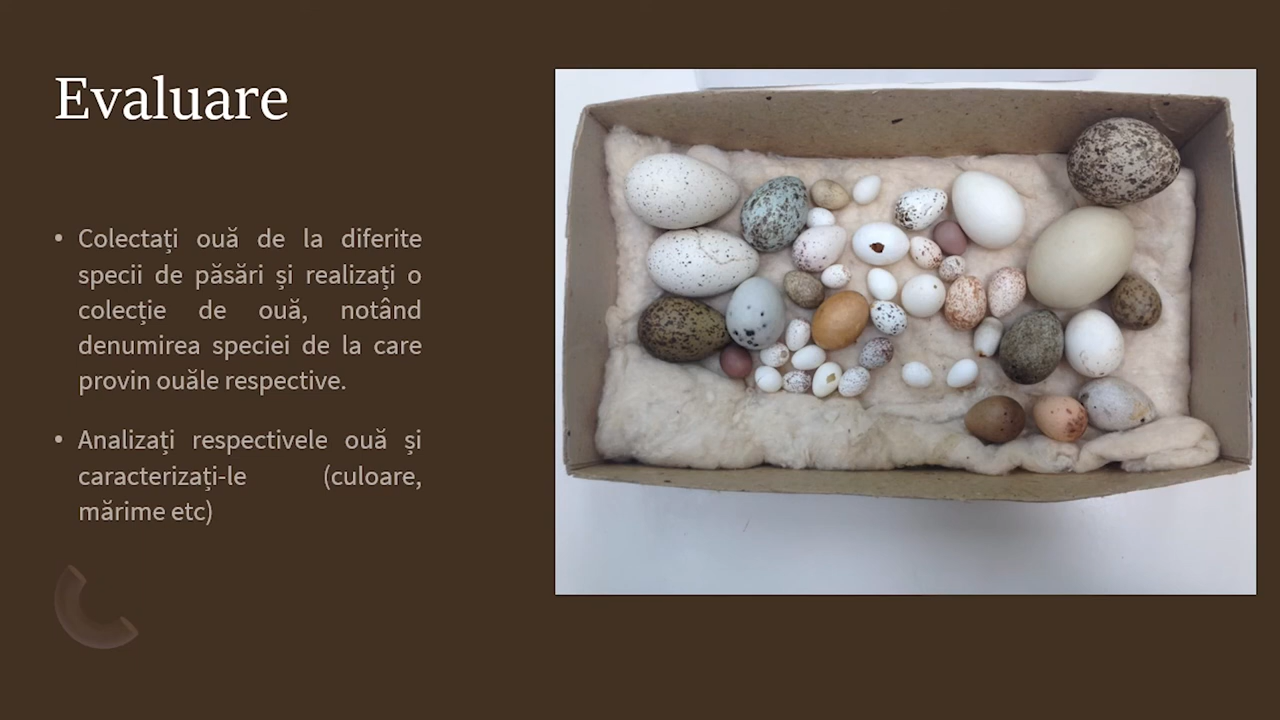 Evaluare
• Colectați ouă de la diferite
specii de păsări și realizați o
colecție de ouă, notând
denumirea speciei de la care
provin ouăle respective.
• Analizați respectivele ouă și
caracterizați-le (culoare,
mărime etc)